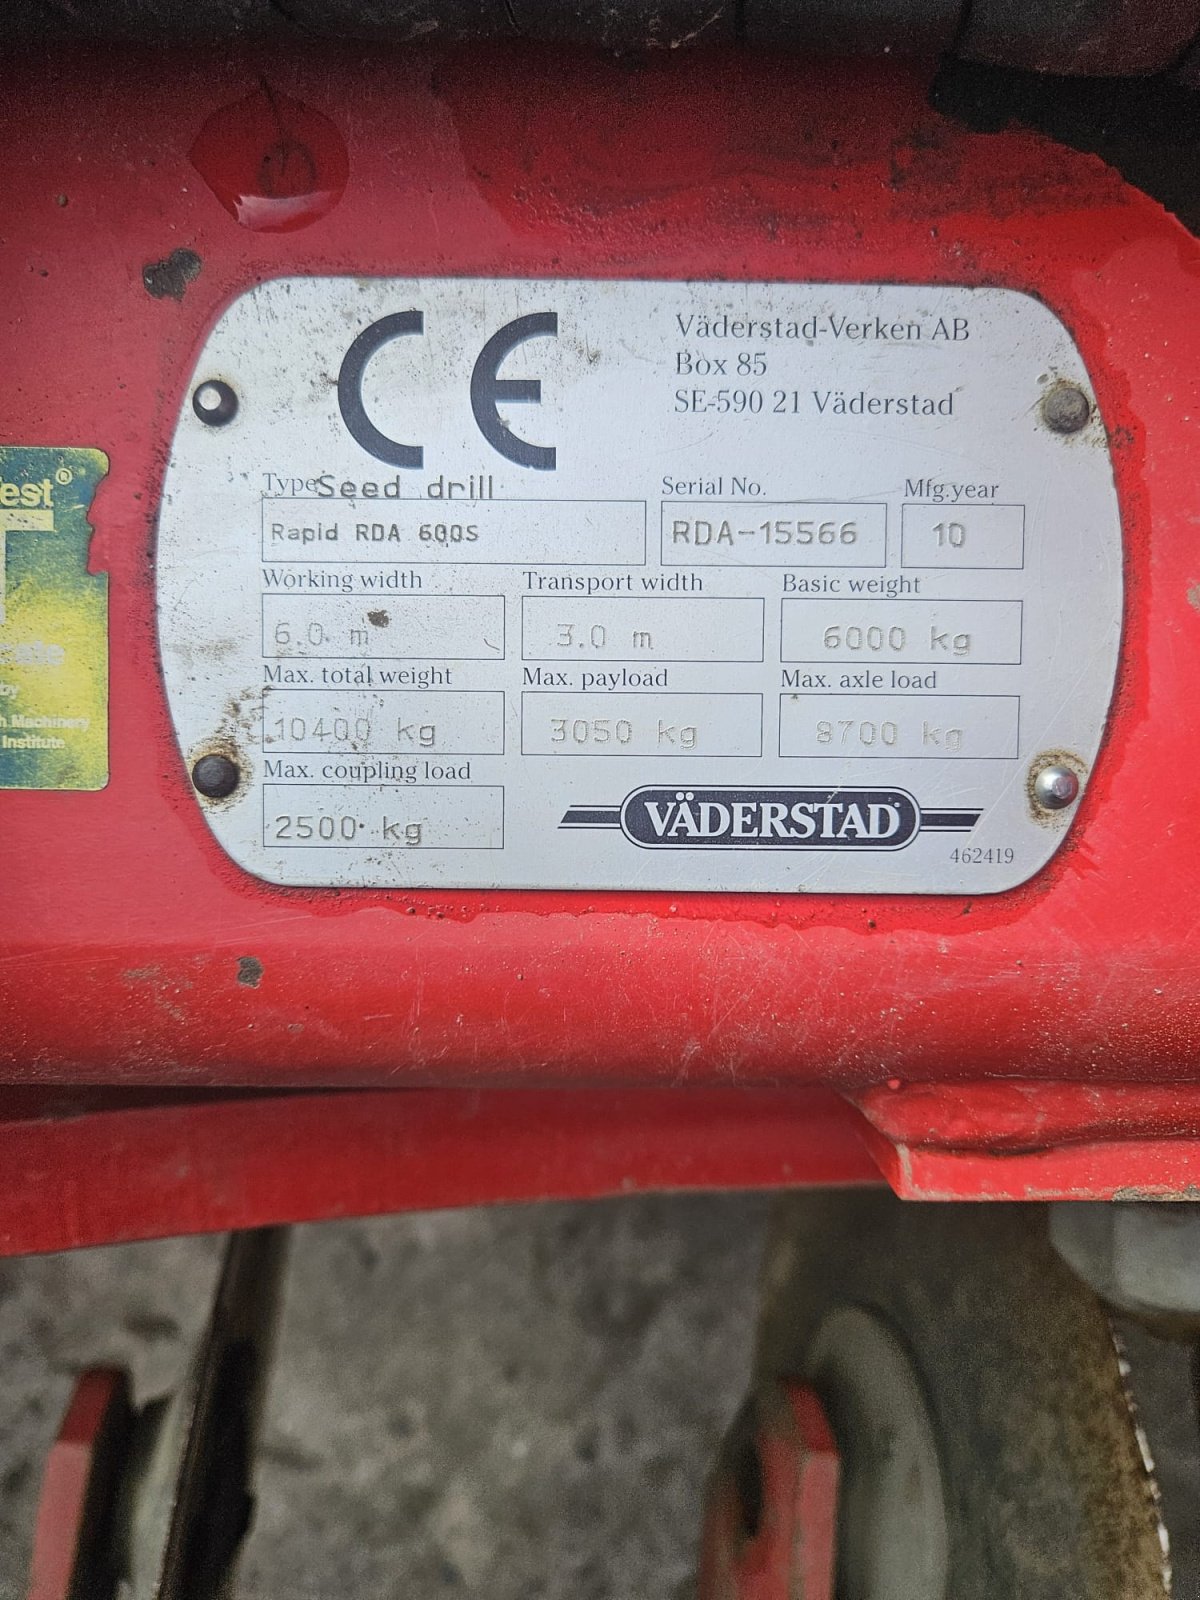 CE
Väderstad-Verken AB
Box 85
SE-590 21 Väderstad
Type Seed drill
Serial No.
Mfg.year
Rapid RDA 600S
RDA-15566
10
Working width
Transport width
Basic weight
6.0 m
3.0 m
6000 kg
Max. total weight
Max. payload
Max. axle load
10400 kg
3050 kg
8700 kg
Max. coupling load
2500 kg
VÄDERSTAD
462419
Machinery
Institute